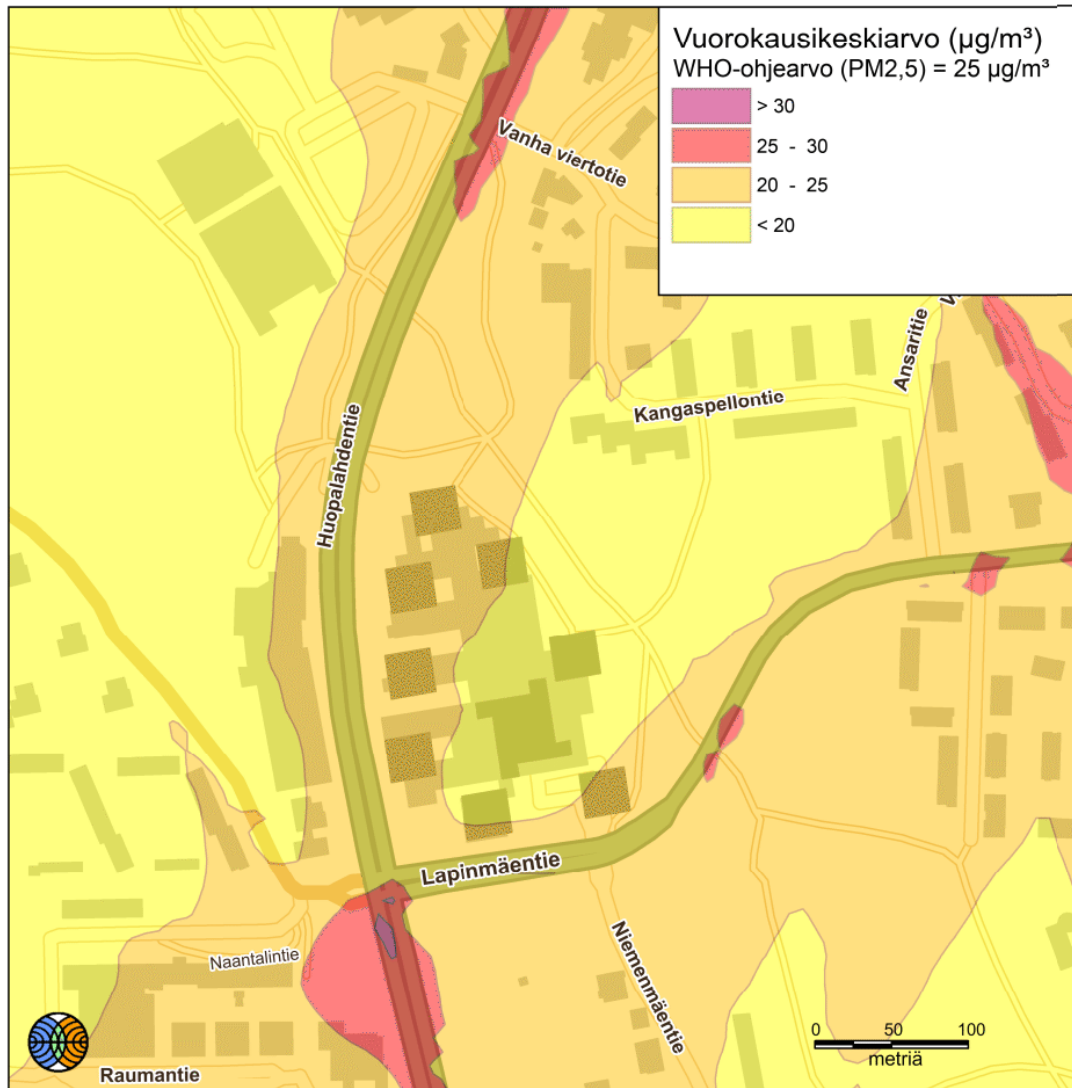 Vuorokausikeskiarvo (µg/m³)
WHO-ohjearvo (PM2,5) = 25 µg/m³
> 30
25 - 30
20 - 25
< 20
Vanha viertotie
Ansaritie
Kangaspellontie
Huopalahdentie
Lapinmäentie
Naantalintie
Niemenmäentie
Raumantie
0 50 100
metriä